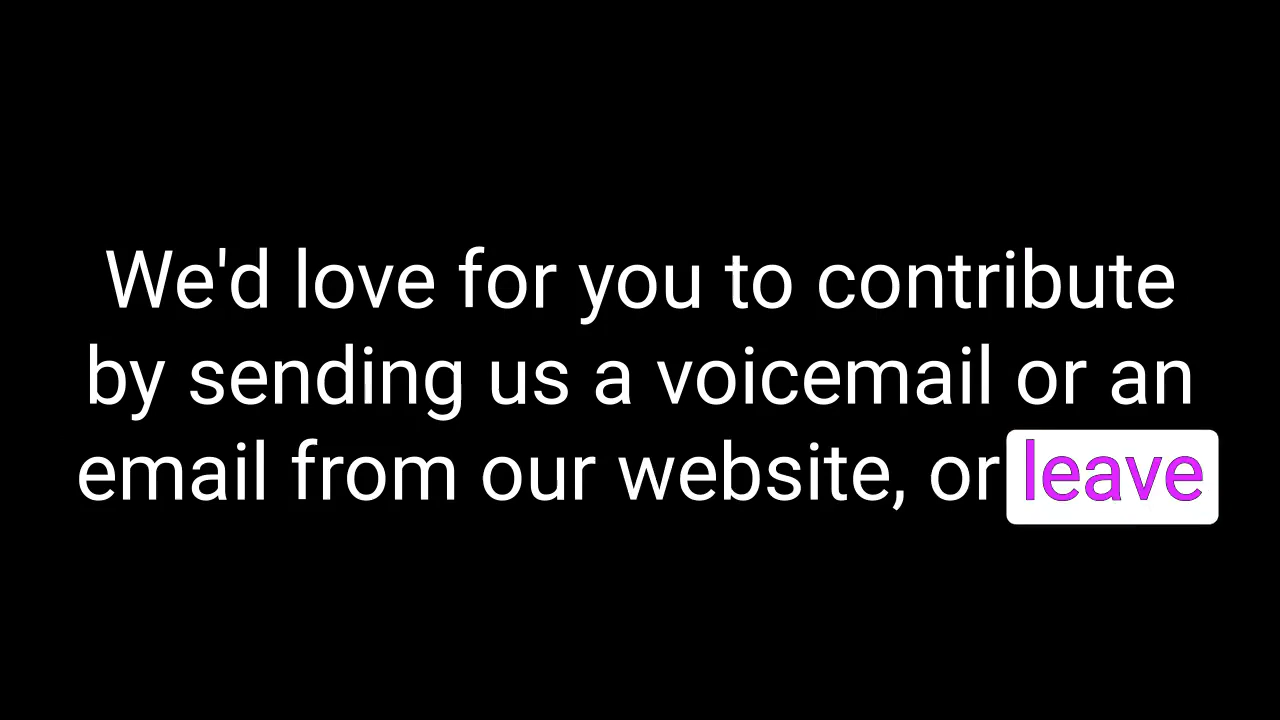 We'd love for you to contribute
by sending us a voicemail or an
email from our website, or leave